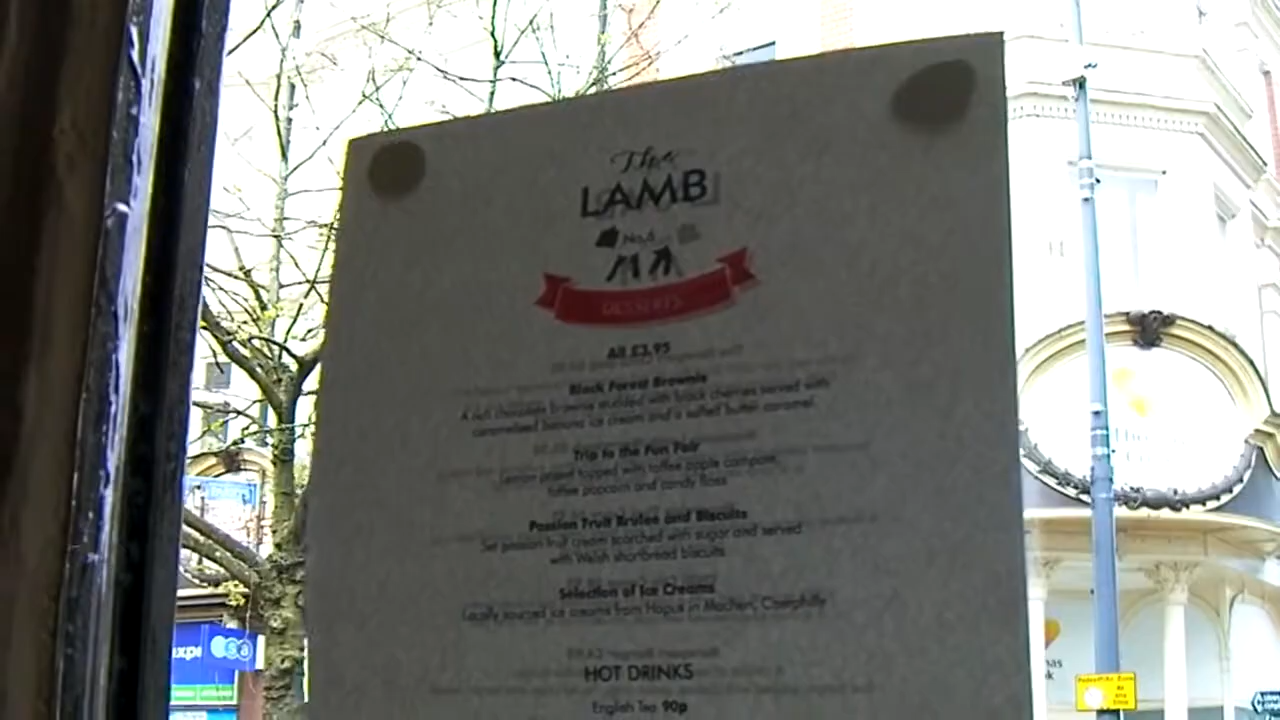 The
LAMB
No.6
DESSERTS
All £3.95
Black Forest Brownie
A rich chocolate brownie studded with black cherries served with
caramelised banana ice cream and a salted butter caramel
Trip to the Fun Fair
Lemon posset topped with toffee apple compote,
toffee popcorn and candy floss
Passion Fruit Brulee and Biscuits
Set passion fruit cream scorched with sugar and served
with Welsh shortbread biscuits
Selection of Ice Creams
Locally sourced ice creams from in Machen, Caerphilly
HOT DRINKS
English Tea 90p